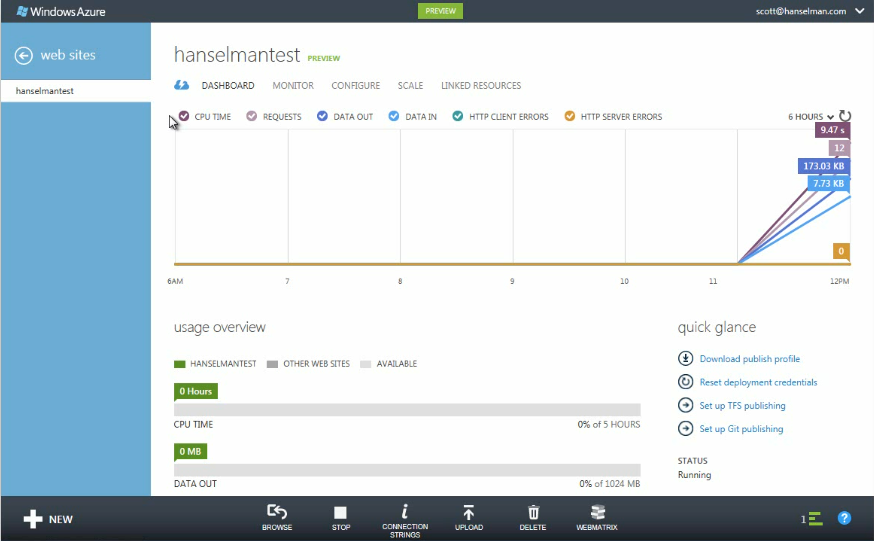 Windows Azure
PREVIEW
scott@hanselman.com
web sites
hanselmantest
hanselmantest PREVIEW
DASHBOARD MONITOR CONFIGURE SCALE LINKED RESOURCES
CPU TIME REQUESTS DATA OUT DATA IN HTTP CLIENT ERRORS HTTP SERVER ERRORS 6 HOURS
9.47 s
12
173.03 KB
7.73 KB
0
6AM 7 8 9 10 11 12PM
usage overview
HANSELMANTEST OTHER WEB SITES AVAILABLE
0 Hours
CPU TIME 0% of 5 HOURS
0 MB
DATA OUT 0% of 1024 MB
quick glance
Download publish profile
Reset deployment credentials
Set up TFS publishing
Set up Git publishing
STATUS
Running
NEW
BROWSE
STOP
CONNECTION
STRINGS
UPLOAD
DELETE
WEBMATRIX
1
?